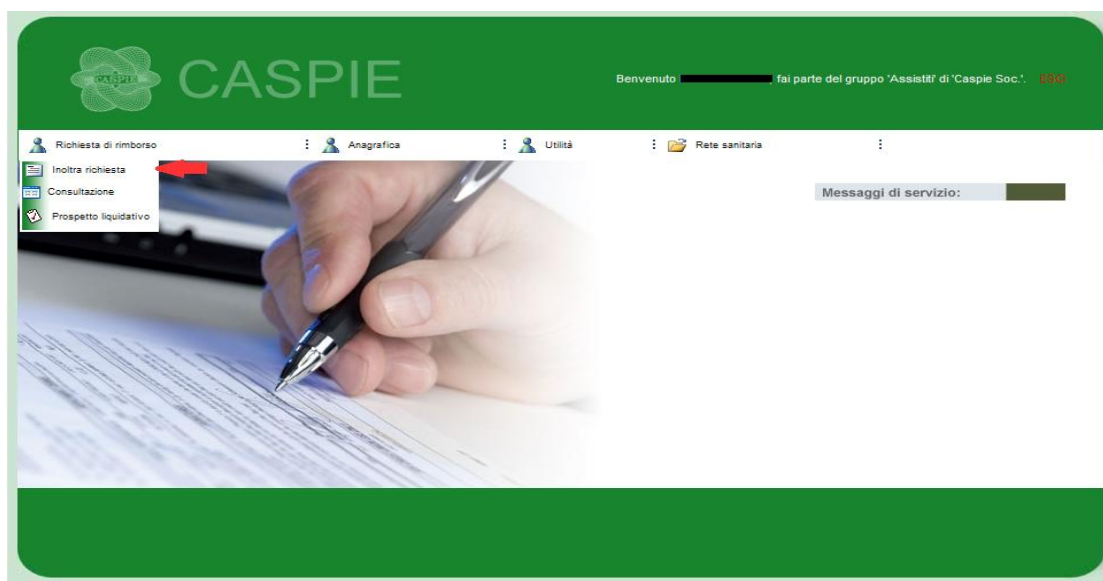 CASPIE
CASPIE
Benvenuto fai parte del gruppo 'Assistiti' di 'Caspie Soc.'. ESCI
Richiesta di rimborso
Anagrafica
Utilità
Rete sanitaria
Inoltra richiesta
Consultazione
Prospetto liquidativo
Messaggi di servizio: